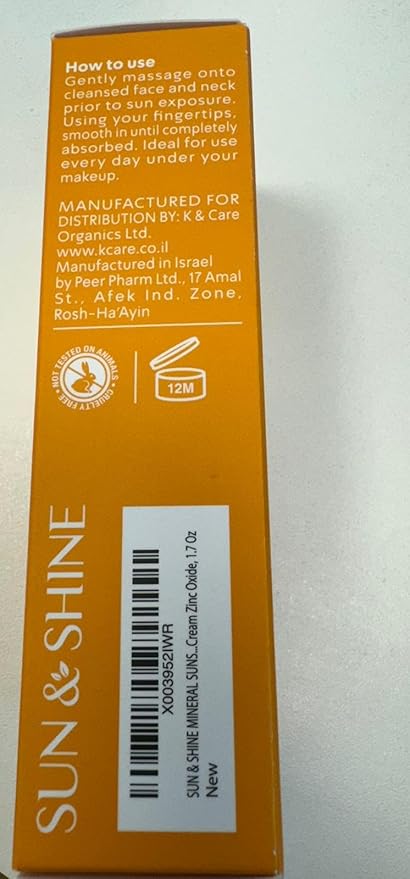 How to use
Gently massage onto
cleansed face and neck
prior to sun exposure.
Using your fingertips,
smooth in until completely
absorbed. Ideal for use
every day under your
makeup.
MANUFACTURED FOR
DISTRIBUTION BY: K & Care
Organics Ltd.
www.kcare.co.il
Manufactured in Israel
by Peer Pharm Ltd., 17 Amal
St., Afek Ind. Zone,
Rosh-Ha'Ayin
NOT TESTED ON ANIMALS • CRUELTY FREE •
12M
SUN & SHINE
X003952IWR
SUN & SHINE MINERAL SUNS...Cream Zinc Oxide, 1.7 Oz
New